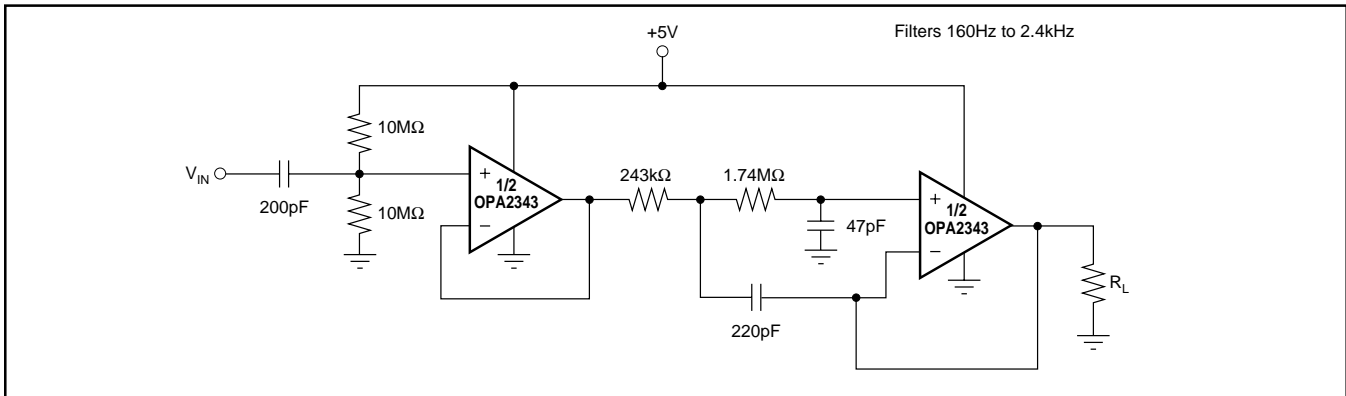 +5V
Filters 160Hz to 2.4kHz
10MΩ
V_IN
200pF
10MΩ
+
1/2
OPA2343
−
243kΩ
1.74MΩ
47pF
220pF
+
1/2
OPA2343
−
R_L